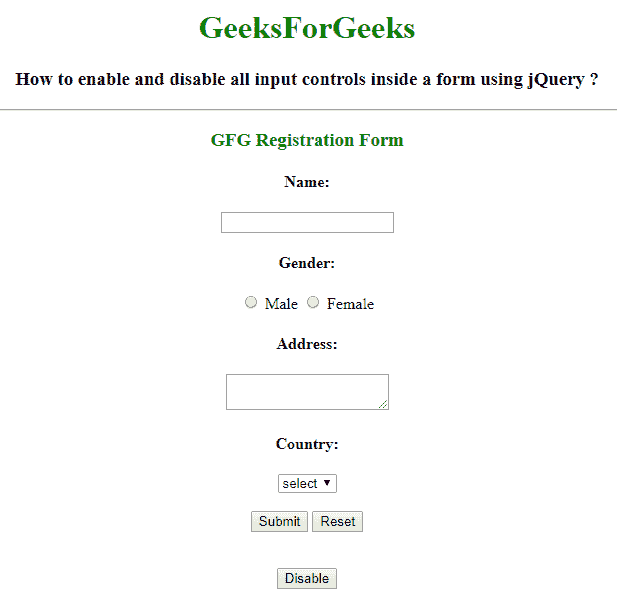 GeeksForGeeks
How to enable and disable all input controls inside a form using jQuery ?
GFG Registration Form
Name:
Gender:
Male Female
Address:
Country:
select
Submit Reset
Disable